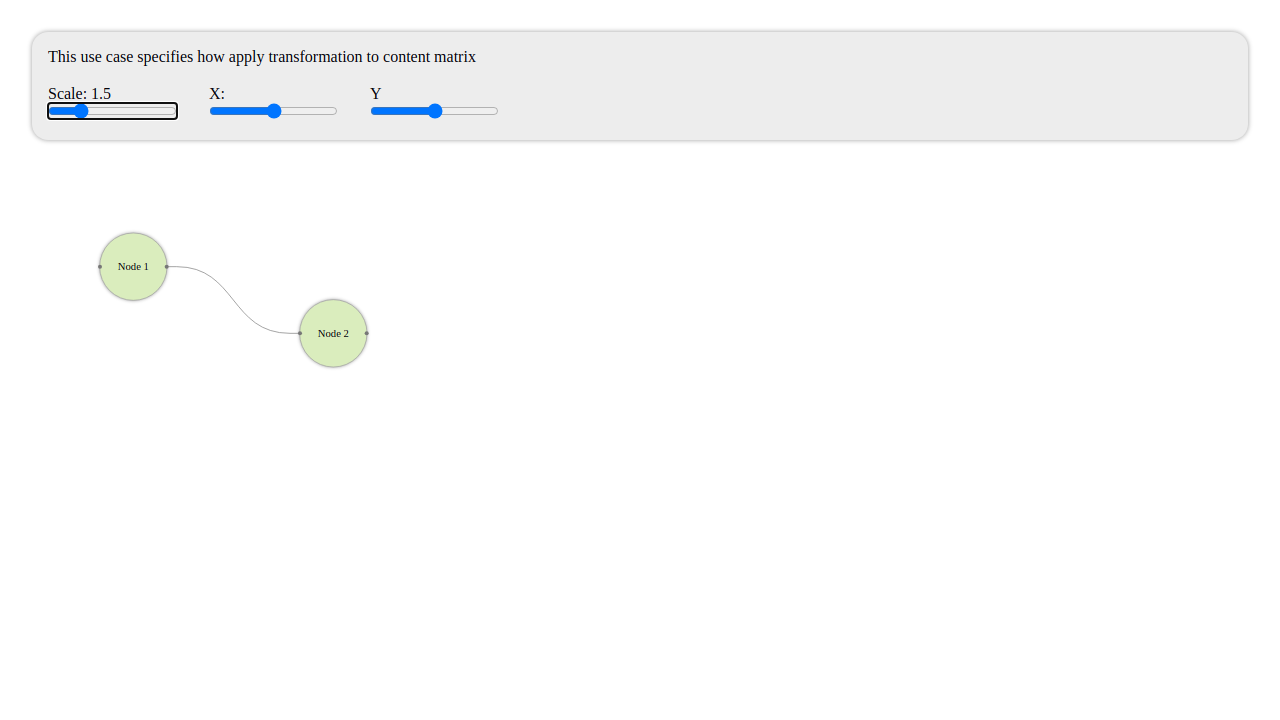 This use case specifies how apply transformation to content matrix
Scale: 1.5
X:
Y
Node 1
Node 2